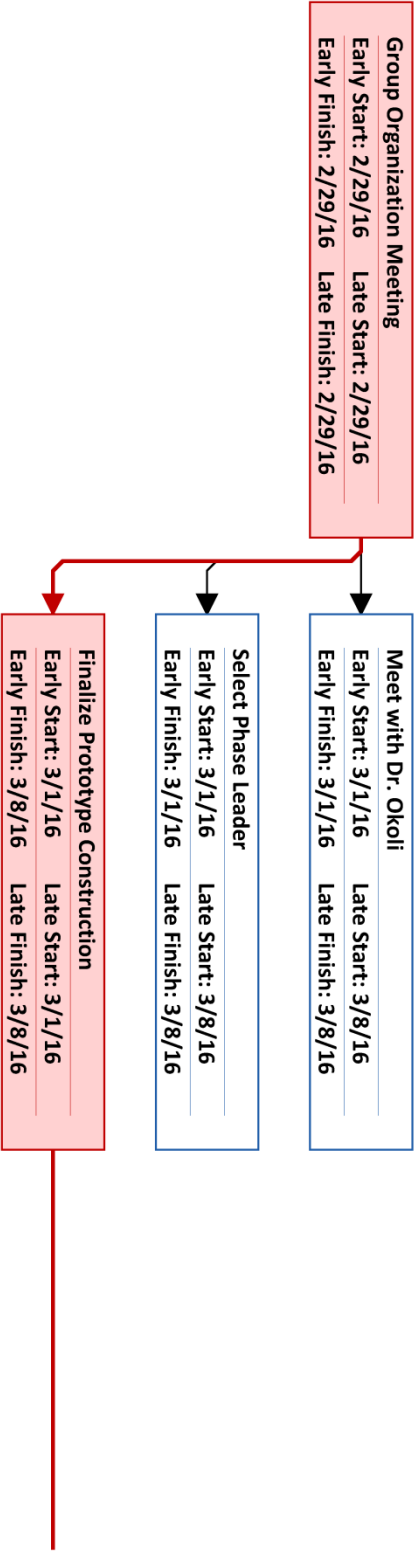 Group Organization Meeting
Early Start: 2/29/16 Late Start: 2/29/16
Early Finish: 2/29/16 Late Finish: 2/29/16
Meet with Dr. Okoli
Early Start: 3/1/16 Late Start: 3/8/16
Early Finish: 3/1/16 Late Finish: 3/8/16
Select Phase Leader
Early Start: 3/1/16 Late Start: 3/8/16
Early Finish: 3/1/16 Late Finish: 3/8/16
Finalize Prototype Construction
Early Start: 3/1/16 Late Start: 3/1/16
Early Finish: 3/8/16 Late Finish: 3/8/16